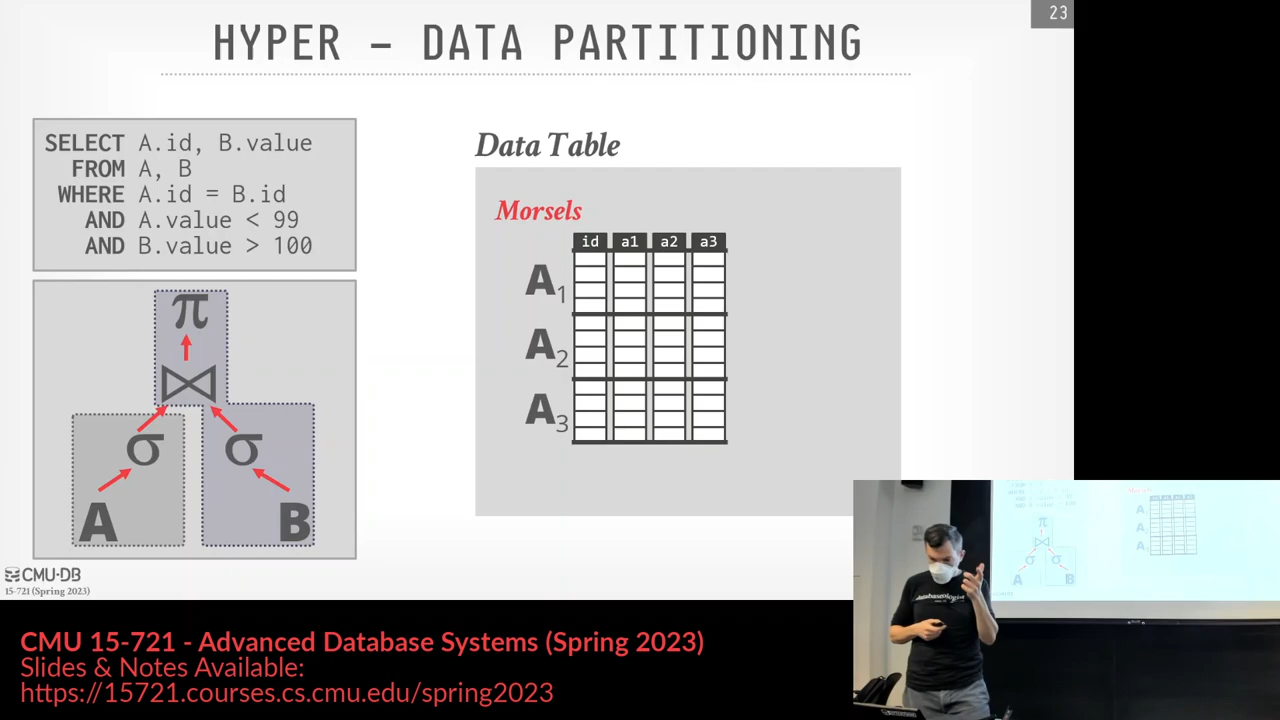 23
HYPER – DATA PARTITIONING
SELECT A.id, B.value
FROM A, B
WHERE A.id = B.id
AND A.value < 99
AND B.value > 100
π
⋈
σ σ
A B
Data Table
Morsels
id a1 a2 a3
A1
A2
A3
CMU·DB
15-721 (Spring 2023)
databaseologist
CMU 15-721 - Advanced Database Systems (Spring 2023)
Slides & Notes Available:
https://15721.courses.cs.cmu.edu/spring2023